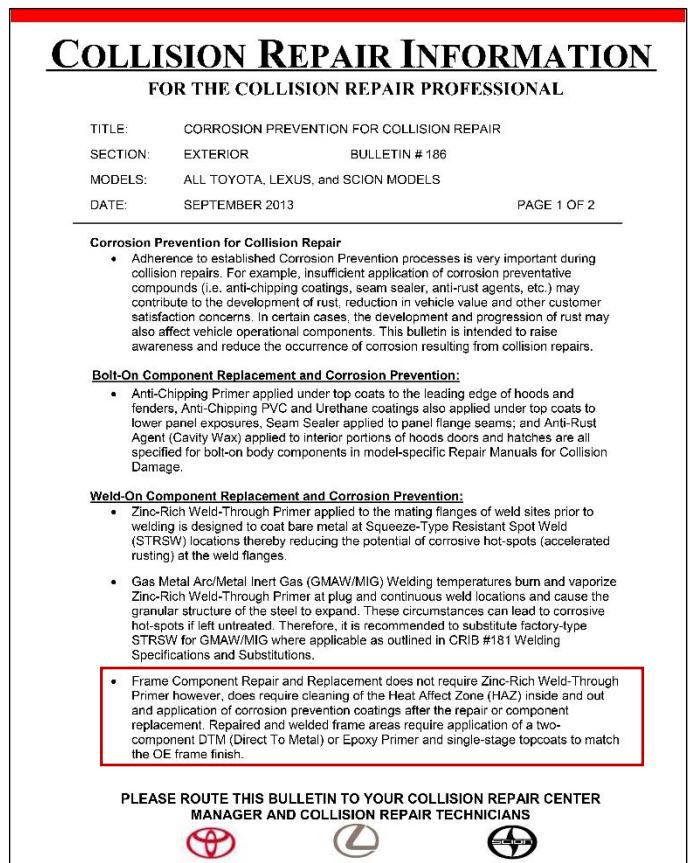 COLLISION REPAIR INFORMATION
FOR THE COLLISION REPAIR PROFESSIONAL
TITLE: CORROSION PREVENTION FOR COLLISION REPAIR
SECTION: EXTERIOR BULLETIN # 186
MODELS: ALL TOYOTA, LEXUS, and SCION MODELS
DATE: SEPTEMBER 2013 PAGE 1 OF 2
Corrosion Prevention for Collision Repair
• Adherence to established Corrosion Prevention processes is very important during
collision repairs. For example, insufficient application of corrosion preventative
compounds (i.e. anti-chipping coatings, seam sealer, anti-rust agents, etc.) may
contribute to the development of rust, reduction in vehicle value and other customer
satisfaction concerns. In certain cases, the development and progression of rust may
also affect vehicle operational components. This bulletin is intended to raise
awareness and reduce the occurrence of corrosion resulting from collision repairs.
Bolt-On Component Replacement and Corrosion Prevention:
• Anti-Chipping Primer applied under top coats to the leading edge of hoods and
fenders, Anti-Chipping PVC and Urethane coatings also applied under top coats to
lower panel exposures, Seam Sealer applied to panel flange seams; and Anti-Rust
Agent (Cavity Wax) applied to interior portions of hoods doors and hatches are all
specified for bolt-on body components in model-specific Repair Manuals for Collision
Damage.
Weld-On Component Replacement and Corrosion Prevention:
• Zinc-Rich Weld-Through Primer applied to the mating flanges of weld sites prior to
welding is designed to coat bare metal at Squeeze-Type Resistant Spot Weld
(STRSW) locations thereby reducing the potential of corrosive hot-spots (accelerated
rusting) at the weld flanges.
• Gas Metal Arc/Metal Inert Gas (GMAW/MIG) Welding temperatures burn and vaporize
Zinc-Rich Weld-Through Primer at plug and continuous weld locations and cause the
granular structure of the steel to expand. These circumstances can lead to corrosive
hot-spots if left untreated. Therefore, it is recommended to substitute factory-type
STRSW for GMAW/MIG where applicable as outlined in CRIB #181 Welding
Specifications and Substitutions.
• Frame Component Repair and Replacement does not require Zinc-Rich Weld-Through
Primer however, does require cleaning of the Heat Affect Zone (HAZ) inside and out
and application of corrosion prevention coatings after the repair or component
replacement. Repaired and welded frame areas require application of a two-
component DTM (Direct To Metal) or Epoxy Primer and single-stage topcoats to match
the OE frame finish.
PLEASE ROUTE THIS BULLETIN TO YOUR COLLISION REPAIR CENTER
MANAGER AND COLLISION REPAIR TECHNICIANS
SCION